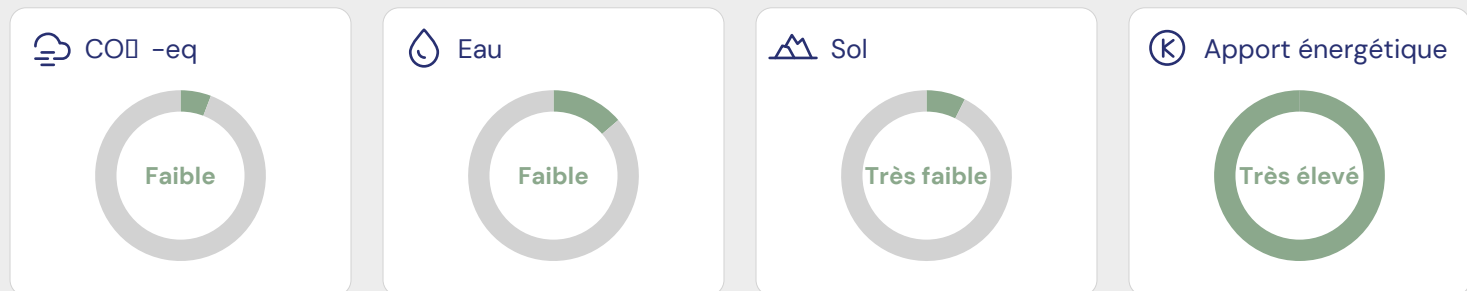 CO▯ -eq
Faible
Eau
Faible
Sol
Très faible
Apport énergétique
Très élevé